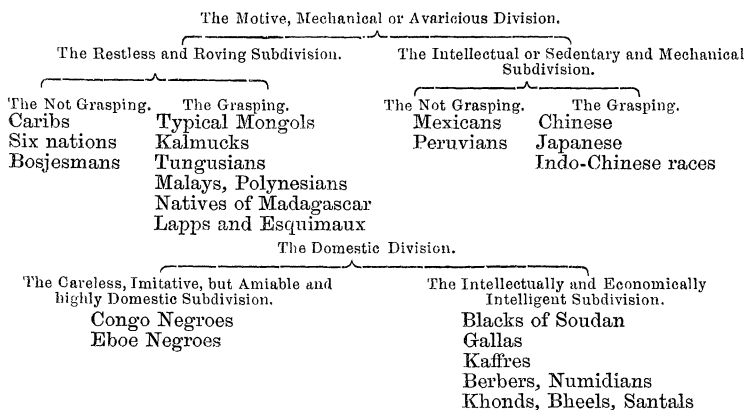 The Motive, Mechanical or Avaricious Division.
The Restless and Roving Subdivision.
The Intellectual or Sedentary and Mechanical
Subdivision.
The Not Grasping.
Caribs
Six nations
Bosjesmans
The Grasping.
Typical Mongols
Kalmucks
Tungusians
Malays, Polynesians
Natives of Madagascar
Lapps and Esquimaux
The Not Grasping.
Mexicans
Peruvians
The Grasping.
Chinese
Japanese
Indo-Chinese races
The Domestic Division.
The Careless, Imitative, but Amiable and
highly Domestic Subdivision.
Congo Negroes
Eboe Negroes
The Intellectually and Economically
Intelligent Subdivision.
Blacks of Soudan
Gallas
Kaffres
Berbers, Numidians
Khonds, Bheels, Santals